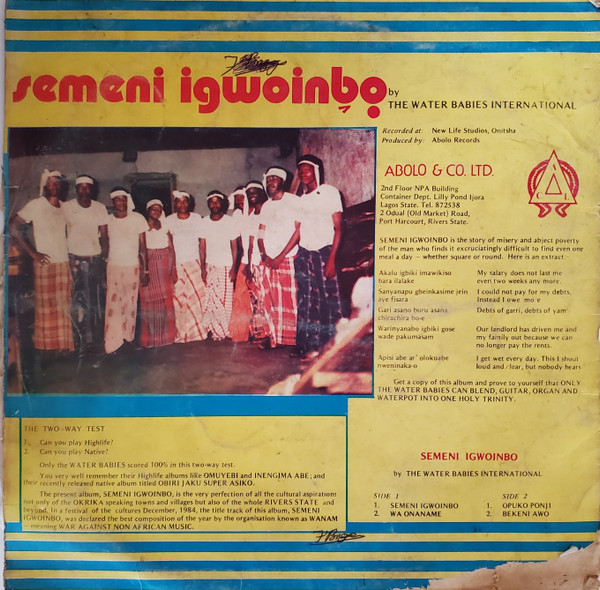 semeni igwoinbọ
by
THE WATER BABIES INTERNATIONAL
Recorded at: New Life Studios, Onitsha
Produced by: Abolo Records
ABOLO & CO. LTD.
2nd Floor NPA Building
Container Dept. Lilly Pond Ijora
Lagos State. Tel. 872538
2 Odual (Old Market) Road,
Port Harcourt, Rivers State.
A
C L
SEMENI IGWOINBO is the story of misery and abject poverty
of the man who finds it excruciatingly difficult to find even one
meal a day — whether square or round. Here is an extract
Akalu igbiki imawikiso My salary does not last me
hara ilalake even two weeks any more.
Sanyanapu gbeinkasime jein I could not pay for my debts.
aye fisara Instead I owe more
Gari asano buru asana Debts of garri, debts of yam
chirachira bo-e
Warinyanabo igbiki gose Our landlord has driven me and
wade pakumasam my family out because we can
no longer pay the rents.
Apisi abe ar' olokuabe I get wet every day. This I shout
nweninaka-o loud and clear, but nobody hears
Get a copy of this album and prove to yourself that ONLY
THE WATER BABIES CAN BLEND, GUITAR, ORGAN AND
WATERPOT INTO ONE HOLY TRINITY.
THE TWO-WAY TEST
1. Can you play Highlife?
2. Can you play Native?
Only the WATER BABIES scored 100% in this two-way test.
You very well remember their Highlife albums like OMUYEBI and INENGIMA ABE; and
their recently released native album titled OBIRI JAKU SUPER ASIKO.
The present album, SEMENI IGWOINBO, is the very perfection of all the cultural aspirations
not only of the OKRIKA speaking towns and villages but also of the whole RIVERS STATE and
beyond. In a festival of the cultures December, 1984, the title track of this album, SEMENI
IGWOINBO, was declared the best composition of the year by the organisation known as WANAM
— meaning WAR AGAINST NON AFRICAN MUSIC.
SEMENI IGWOINBO
by THE WATER BABIES INTERNATIONAL
SIDE 1 SIDE 2
1. SEMENI IGWOINBO 1. OPUKO PONJI
2. WA ONANAME 2. BEKENI AWO